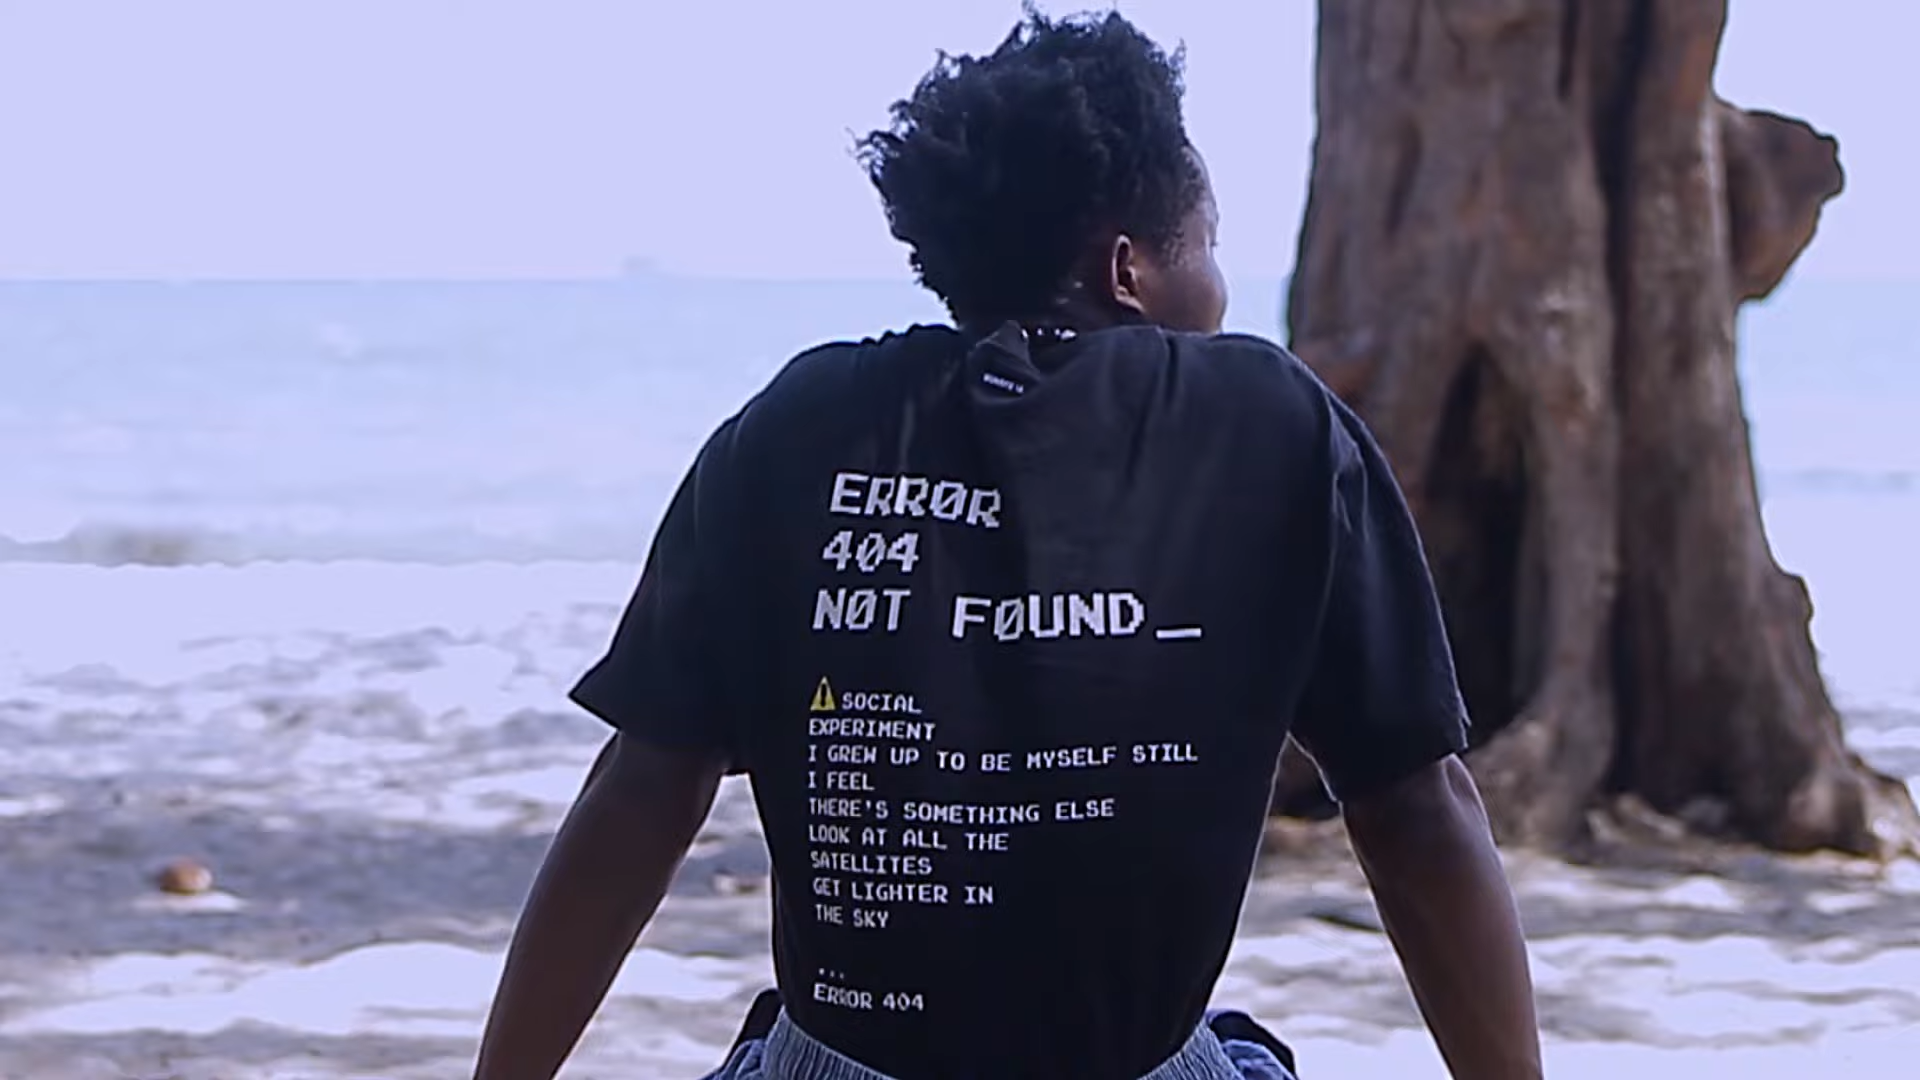 ERRØR
4Ø4
NØT FØUND_
SOCIAL
EXPERIMENT
I GREW UP TO BE MYSELF STILL
I FEEL
THERE'S SOMETHING ELSE
LOOK AT ALL THE
SATELLITES
GET LIGHTER IN
THE SKY
...
ERROR 404